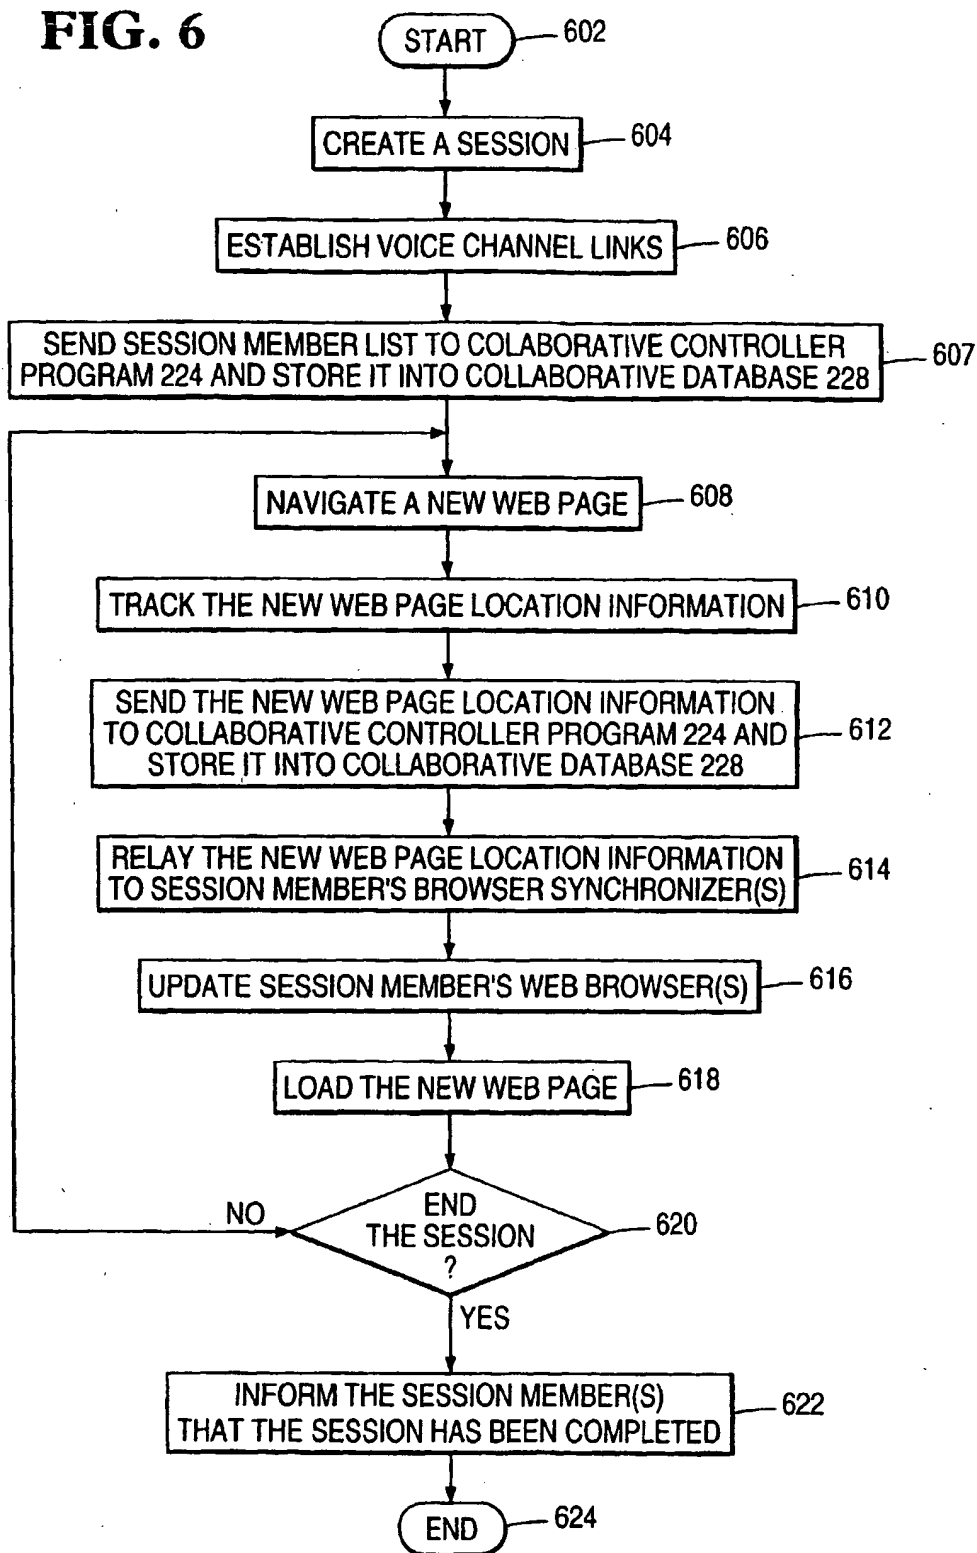 FIG. 6
START
602
CREATE A SESSION
604
ESTABLISH VOICE CHANNEL LINKS
606
SEND SESSION MEMBER LIST TO COLABORATIVE CONTROLLER
PROGRAM 224 AND STORE IT INTO COLLABORATIVE DATABASE 228
607
NAVIGATE A NEW WEB PAGE
608
TRACK THE NEW WEB PAGE LOCATION INFORMATION
610
SEND THE NEW WEB PAGE LOCATION INFORMATION
TO COLLABORATIVE CONTROLLER PROGRAM 224 AND
STORE IT INTO COLLABORATIVE DATABASE 228
612
RELAY THE NEW WEB PAGE LOCATION INFORMATION
TO SESSION MEMBER'S BROWSER SYNCHRONIZER(S)
614
UPDATE SESSION MEMBER'S WEB BROWSER(S)
616
LOAD THE NEW WEB PAGE
618
NO
END
THE SESSION
?
620
YES
INFORM THE SESSION MEMBER(S)
THAT THE SESSION HAS BEEN COMPLETED
622
END
624